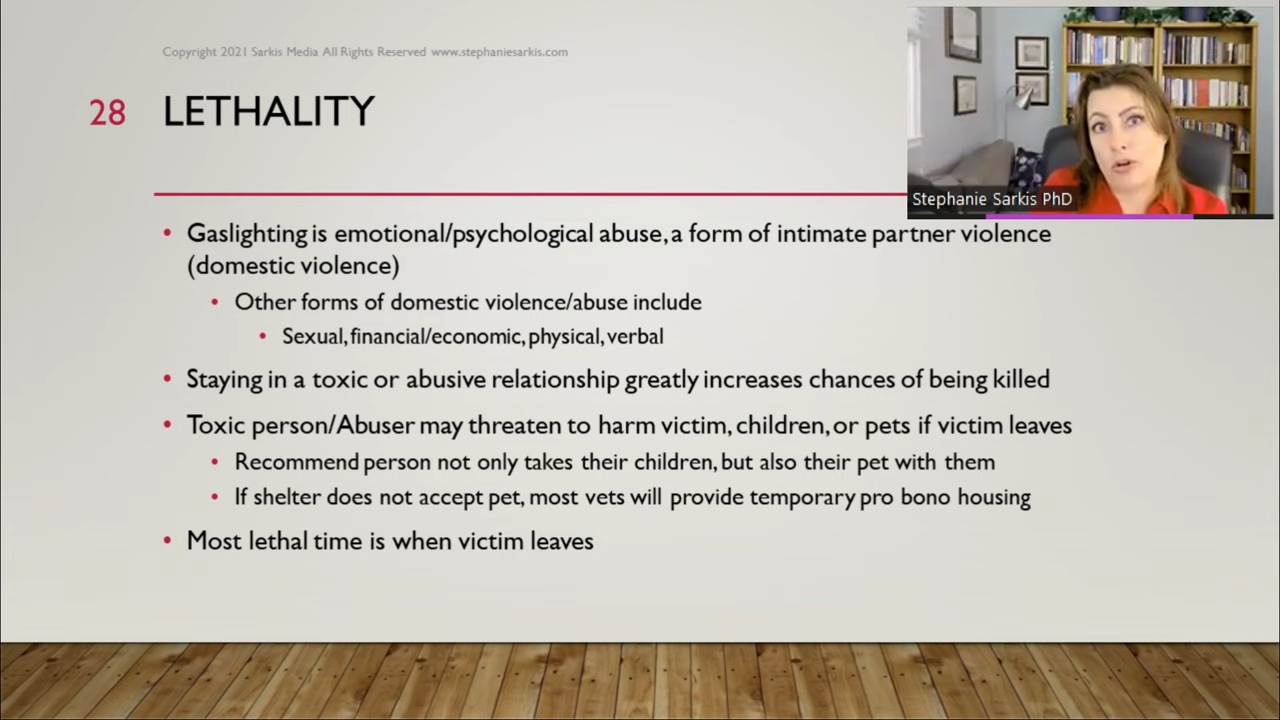 Copyright 2021 Sarkis Media All Rights Reserved www.stephaniesarkis.com
28 LETHALITY
Stephanie Sarkis PhD
• Gaslighting is emotional/psychological abuse, a form of intimate partner violence
(domestic violence)
• Other forms of domestic violence/abuse include
• Sexual, financial/economic, physical, verbal
• Staying in a toxic or abusive relationship greatly increases chances of being killed
• Toxic person/Abuser may threaten to harm victim, children, or pets if victim leaves
• Recommend person not only takes their children, but also their pet with them
• If shelter does not accept pet, most vets will provide temporary pro bono housing
• Most lethal time is when victim leaves